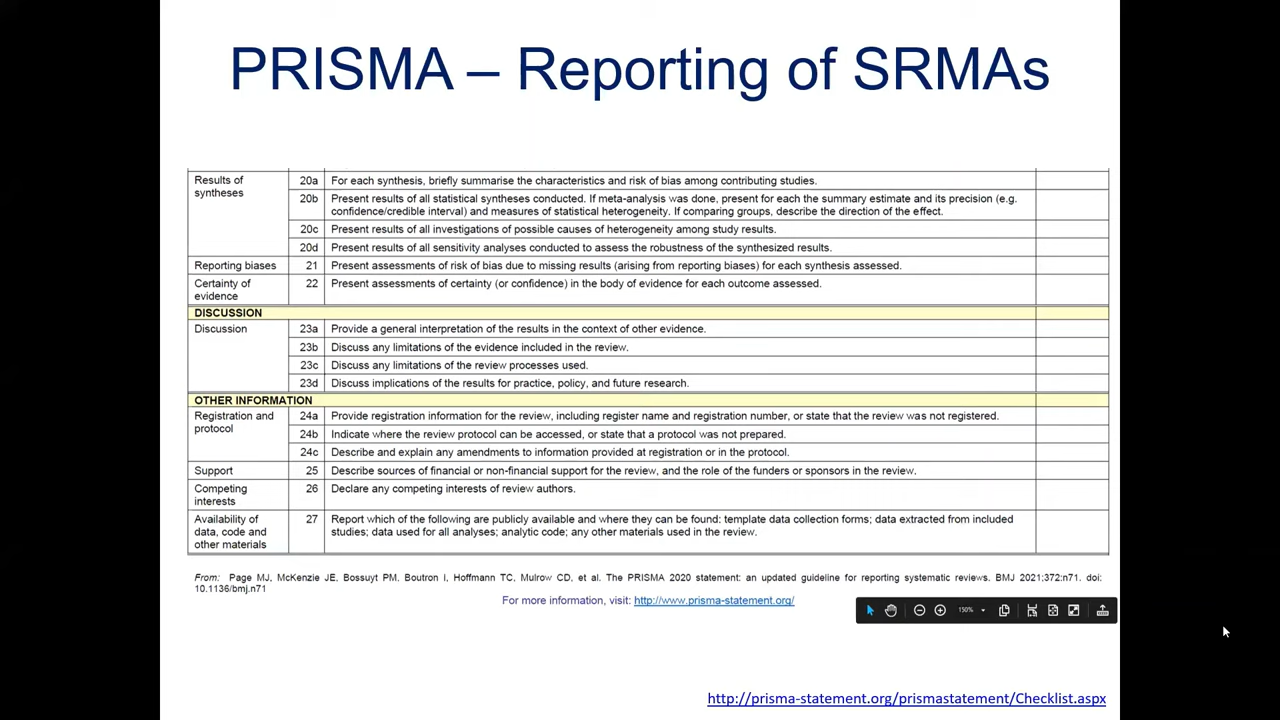 PRISMA – Reporting of SRMAs
Results of syntheses
20a For each synthesis, briefly summarise the characteristics and risk of bias among contributing studies.
20b Present results of all statistical syntheses conducted. If meta-analysis was done, present for each the summary estimate and its precision (e.g.
confidence/credible interval) and measures of statistical heterogeneity. If comparing groups, describe the direction of the effect.
20c Present results of all investigations of possible causes of heterogeneity among study results.
20d Present results of all sensitivity analyses conducted to assess the robustness of the synthesized results.
Reporting biases 21 Present assessments of risk of bias due to missing results (arising from reporting biases) for each synthesis assessed.
Certainty of
evidence
22 Present assessments of certainty (or confidence) in the body of evidence for each outcome assessed.
DISCUSSION
Discussion 23a Provide a general interpretation of the results in the context of other evidence.
23b Discuss any limitations of the evidence included in the review.
23c Discuss any limitations of the review processes used.
23d Discuss implications of the results for practice, policy, and future research.
OTHER INFORMATION
Registration and
protocol
24a Provide registration information for the review, including register name and registration number, or state that the review was not registered.
24b Indicate where the review protocol can be accessed, or state that a protocol was not prepared.
24c Describe and explain any amendments to information provided at registration or in the protocol.
Support 25 Describe sources of financial or non-financial support for the review, and the role of the funders or sponsors in the review.
Competing
interests
26 Declare any competing interests of review authors.
Availability of
data, code and
other materials
27 Report which of the following are publicly available and where they can be found: template data collection forms; data extracted from included
studies; data used for all analyses; analytic code; any other materials used in the review.
From: Page MJ, McKenzie JE, Bossuyt PM, Boutron I, Hoffmann TC, Mulrow CD, et al. The PRISMA 2020 statement: an updated guideline for reporting systematic reviews. BMJ 2021;372:n71. doi:
10.1136/bmj.n71
For more information, visit: http://www.prisma-statement.org/
150%
http://prisma-statement.org/prismastatement/Checklist.aspx